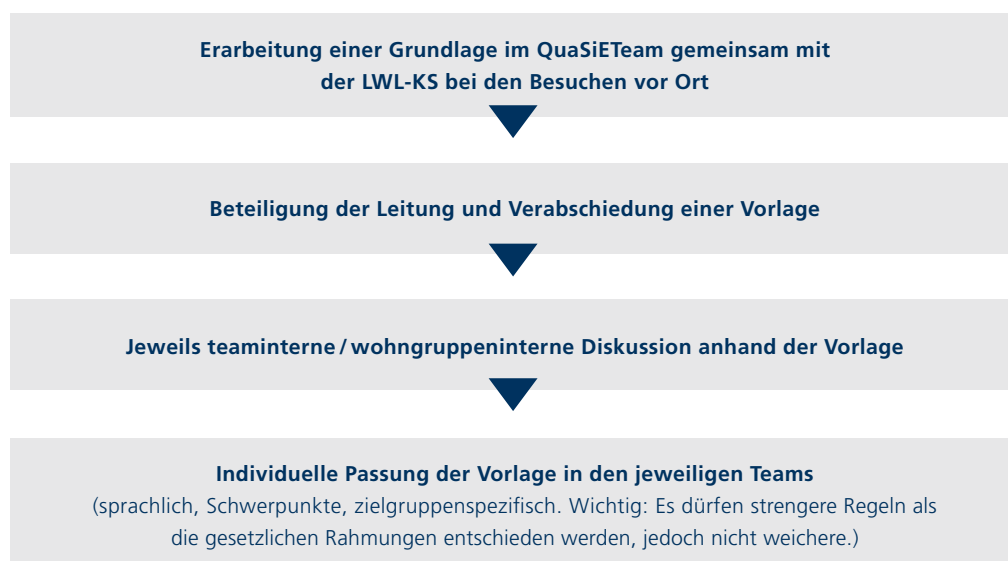 Erarbeitung einer Grundlage im QuaSiETeam gemeinsam mit
der LWL-KS bei den Besuchen vor Ort
Beteiligung der Leitung und Verabschiedung einer Vorlage
Jeweils teaminterne / wohngruppeninterne Diskussion anhand der Vorlage
Individuelle Passung der Vorlage in den jeweiligen Teams
(sprachlich, Schwerpunkte, zielgruppenspezifisch. Wichtig: Es dürfen strengere Regeln als
die gesetzlichen Rahmungen entschieden werden, jedoch nicht weichere.)